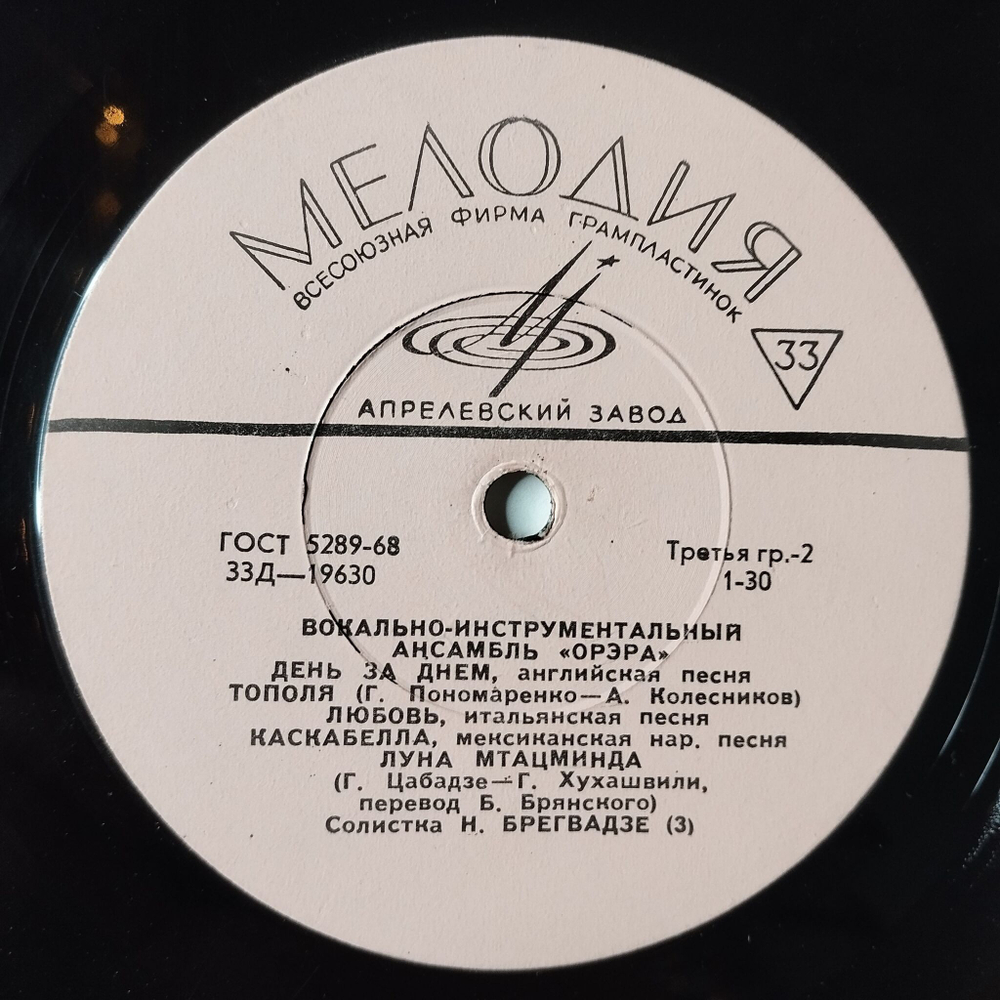 МЕЛОДИЯ
ВСЕСОЮЗНАЯ ФИРМА ГРАМПЛАСТИНОК
33
АПРЕЛЕВСКИЙ ЗАВОД
ГОСТ 5289-68
33Д—19630
Третья гр.-2
1-30
ВОКАЛЬНО-ИНСТРУМЕНТАЛЬНЫЙ
АНСАМБЛЬ «ОРЭРА»
ДЕНЬ ЗА ДНЕМ, английская песня
ТОПОЛЯ (Г. Пономаренко—А. Колесников)
ЛЮБОВЬ, итальянская песня
КАСКАБЕЛЛА, мексиканская нар. песня
ЛУНА МТАЦМИНДА
(Г. Цабадзе—Г. Хухашвили,
перевод Б. Брянского)
Солистка Н. БРЕГВАДЗЕ (3)